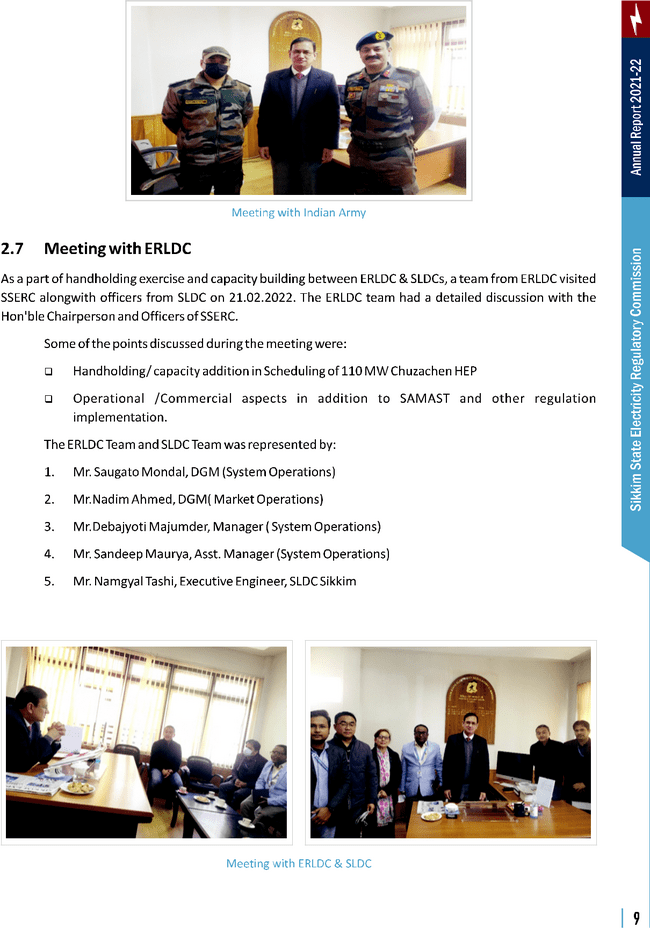 Meeting with Indian Army
2.7 Meeting with ERLDC
As a part of handholding exercise and capacity building between ERLDC & SLDCs, a team from ERLDC visited
SSERC alongwith officers from SLDC on 21.02.2022. The ERLDC team had a detailed discussion with the
Hon'ble Chairperson and Officers of SSERC.
Some of the points discussed during the meeting were:
❑ Handholding/ capacity addition in Scheduling of 110 MW Chuzachen HEP
❑ Operational /Commercial aspects in addition to SAMAST and other regulation
implementation.
The ERLDC Team and SLDC Team was represented by:
1. Mr. Saugato Mondal, DGM (System Operations)
2. Mr.Nadim Ahmed, DGM( Market Operations)
3. Mr.Debajyoti Majumder, Manager ( System Operations)
4. Mr. Sandeep Maurya, Asst. Manager (System Operations)
5. Mr. Namgyal Tashi, Executive Engineer, SLDC Sikkim
Meeting with ERLDC & SLDC
Annual Report 2021-22
Sikkim State Electricity Regulatory Commission
9